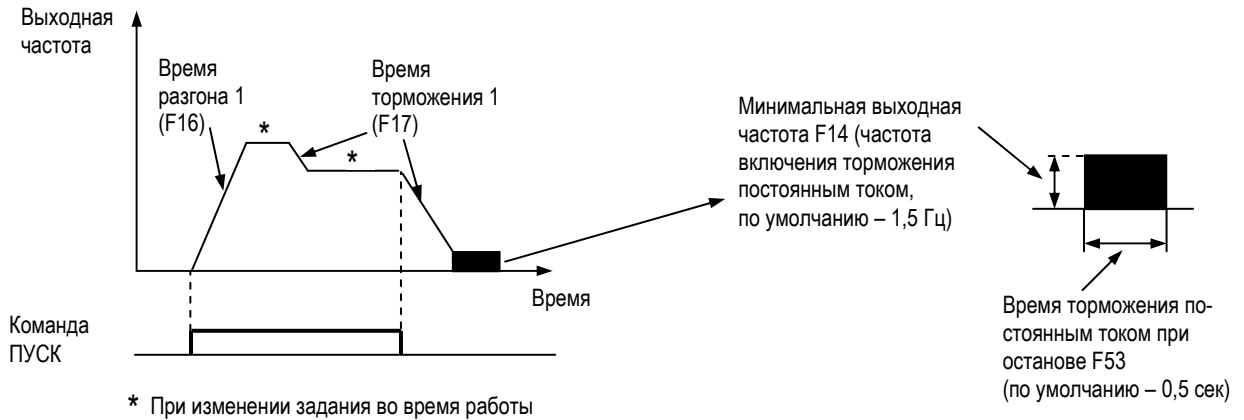 Выходная
частота
Время
разгона 1
(F16)
*
Время
торможения 1
(F17)
*
Время
Команда
ПУСК
* При изменении задания во время работы
Минимальная выходная
частота F14 (частота
включения торможения
постоянным током,
по умолчанию – 1,5 Гц)
Время торможения по-
стоянным током при
останове F53
(по умолчанию – 0,5 сек)